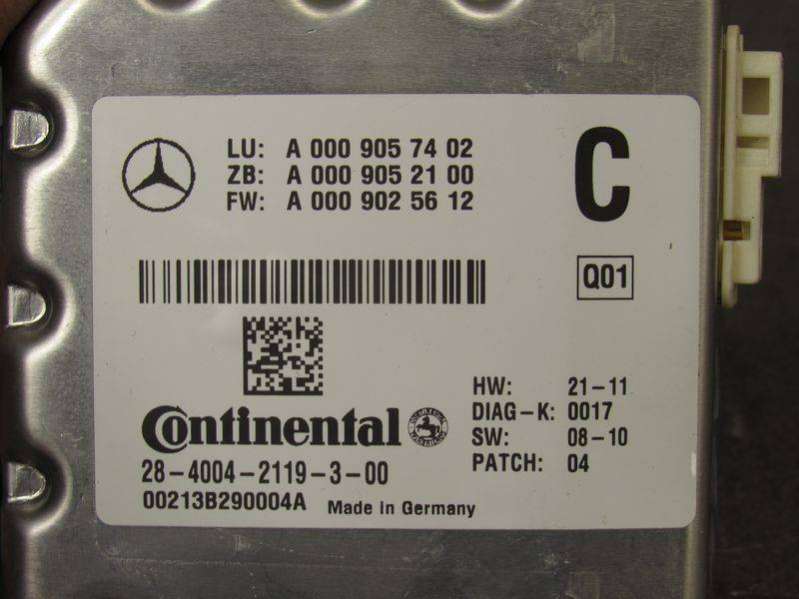 LU: A 000 905 74 02
ZB: A 000 905 21 00
FW: A 000 902 56 12
C
Q01
HW: 21-11
DIAG-K: 0017
SW: 08-10
PATCH: 04
Continental
28-4004-2119-3-00
00213B290004A Made in Germany